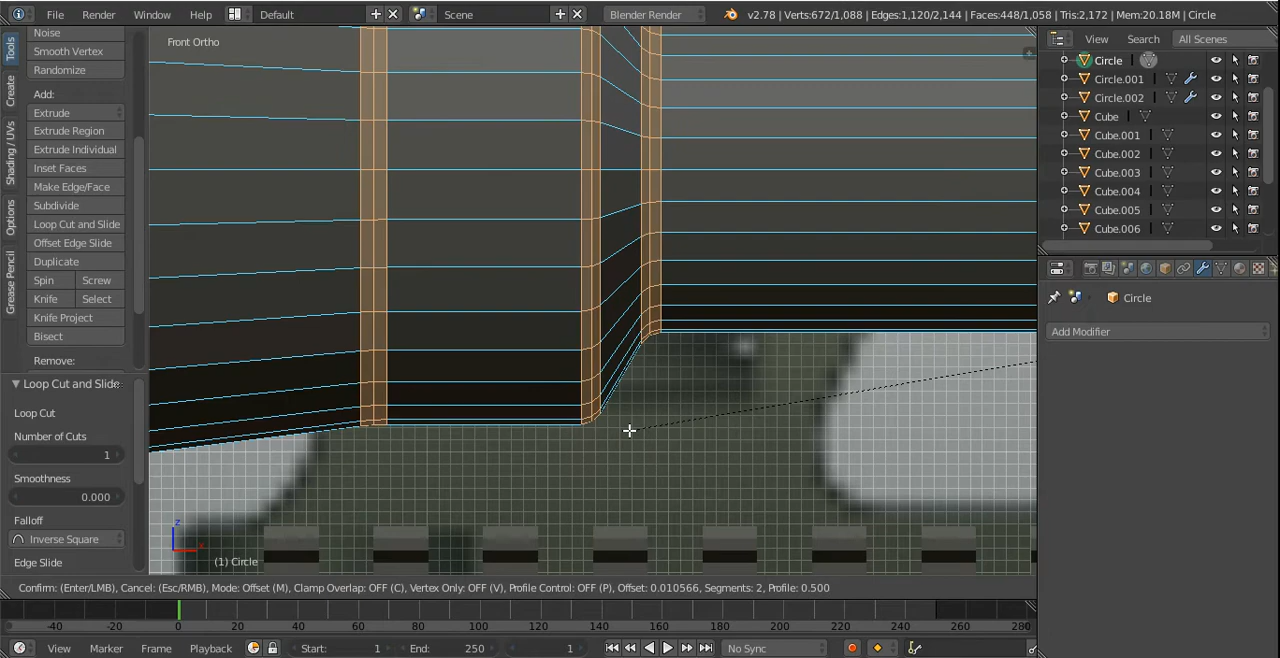 File Render Window Help Default Scene Blender Render v2.78 | Verts:672/1,088 | Edges:1,120/2,144 | Faces:448/1,058 | Tris:2,172 | Mem:20.18M | Circle
Tools
Create
Shading / UVs
Options
Grease Pencil
Noise
Smooth Vertex
Randomize
Add:
Extrude
Extrude Region
Extrude Individual
Inset Faces
Make Edge/Face
Subdivide
Loop Cut and Slide
Offset Edge Slide
Duplicate
Spin Screw
Knife Select
Knife Project
Bisect
Remove:
Loop Cut and Slide
Loop Cut
Number of Cuts
1
Smoothness
0.000
Falloff
Inverse Square
Edge Slide
Front Ortho
z
x
(1) Circle
Confirm: (Enter/LMB), Cancel: (Esc/RMB), Mode: Offset (M), Clamp Overlap: OFF (C), Vertex Only: OFF (V), Profile Control: OFF (P), Offset: 0.010566, Segments: 2, Profile: 0.500
View Search All Scenes
Circle
Circle.001
Circle.002
Cube
Cube.001
Cube.002
Cube.003
Cube.004
Cube.005
Cube.006
Circle
Add Modifier
-40 -20 0 20 40 60 80 100 120 140 160 180 200 220 240 260 280
View Marker Frame Playback Start: 1 End: 250 1 No Sync